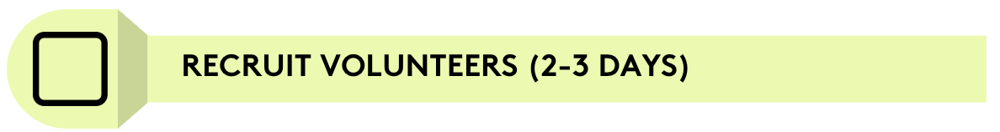 RECRUIT VOLUNTEERS (2-3 DAYS)